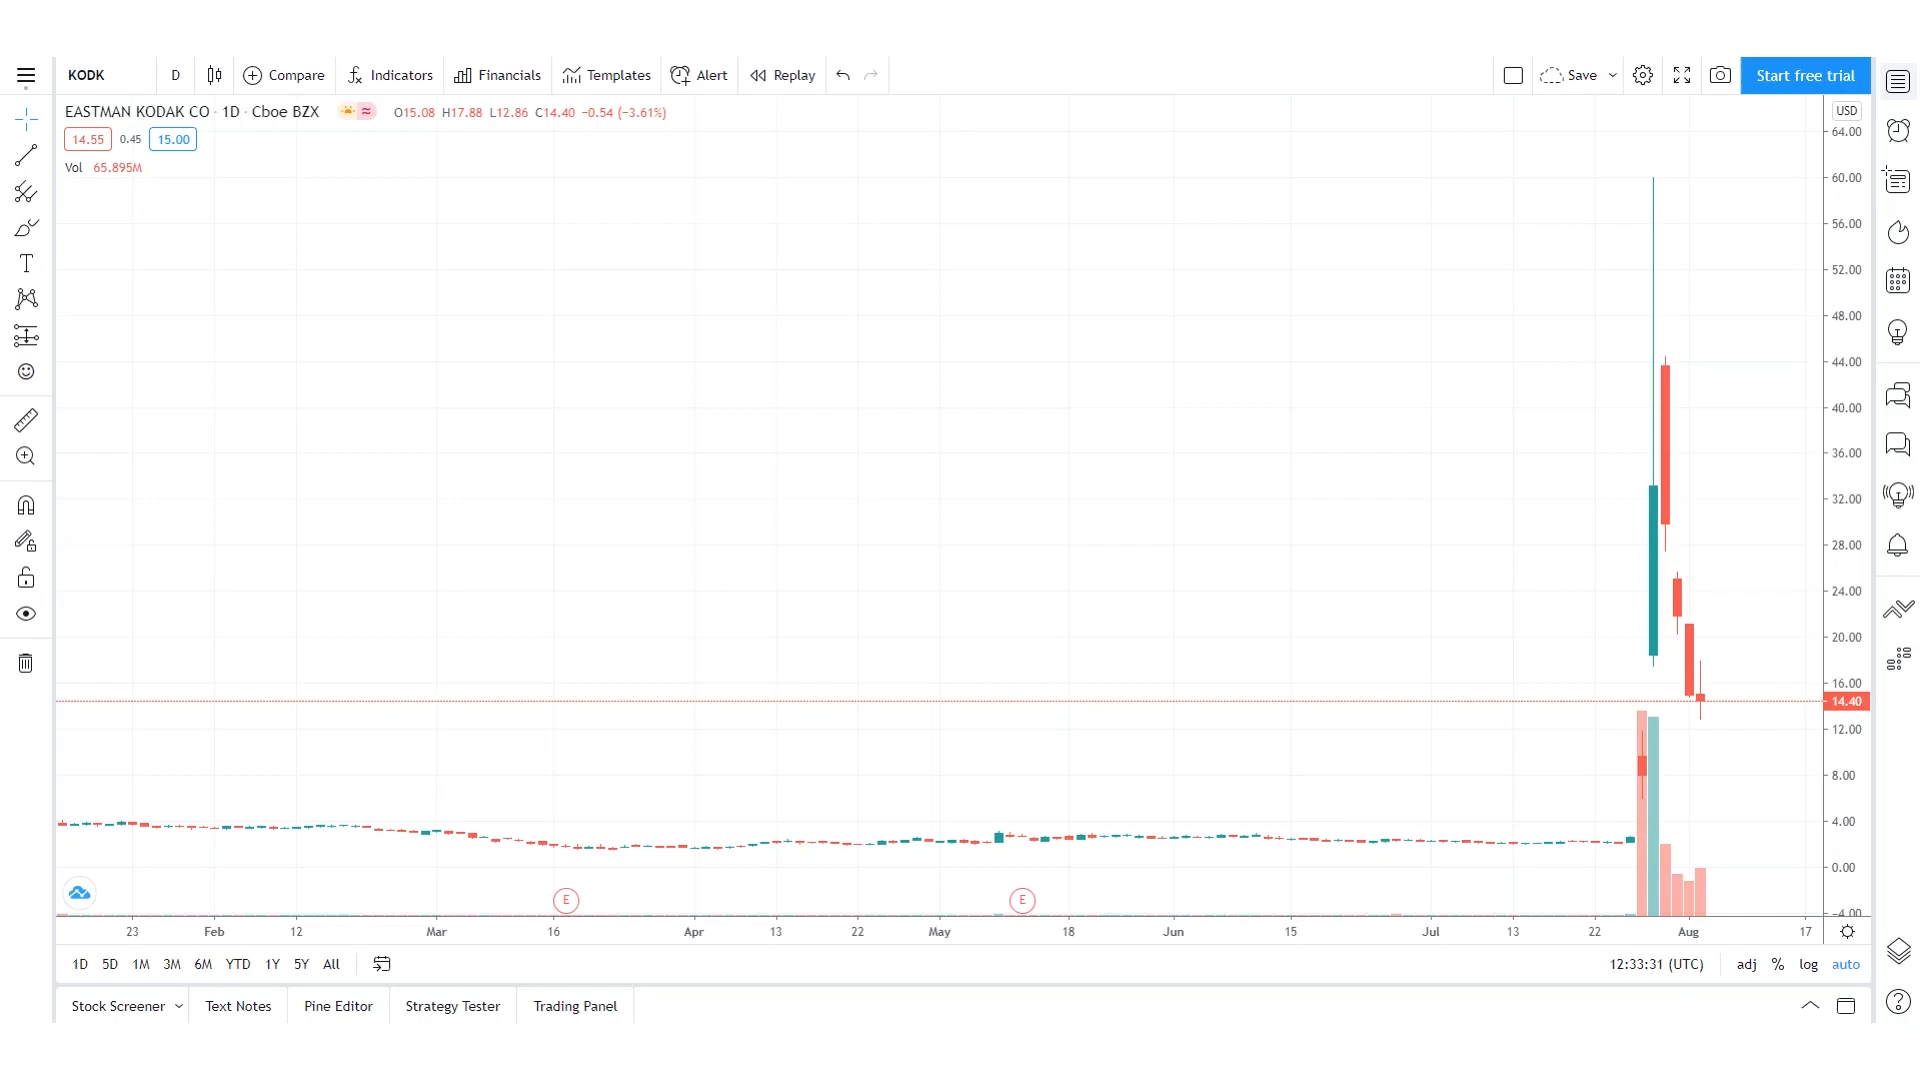 KODK D Compare Indicators Financials Templates Alert Replay Save Start free trial
EASTMAN KODAK CO · 1D · Cboe BZX O15.08 H17.88 L12.86 C14.40 −0.54 (−3.61%)
14.55 0.45 15.00
Vol 65.895M
USD
64.00
60.00
56.00
52.00
48.00
44.00
40.00
36.00
32.00
28.00
24.00
20.00
16.00
14.40
12.00
8.00
4.00
0.00
−4.00
E E
23 Feb 12 Mar 16 Apr 13 22 May 18 Jun 15 Jul 13 22 Aug 17
1D 5D 1M 3M 6M YTD 1Y 5Y All 12:33:31 (UTC) adj % log auto
Stock Screener Text Notes Pine Editor Strategy Tester Trading Panel